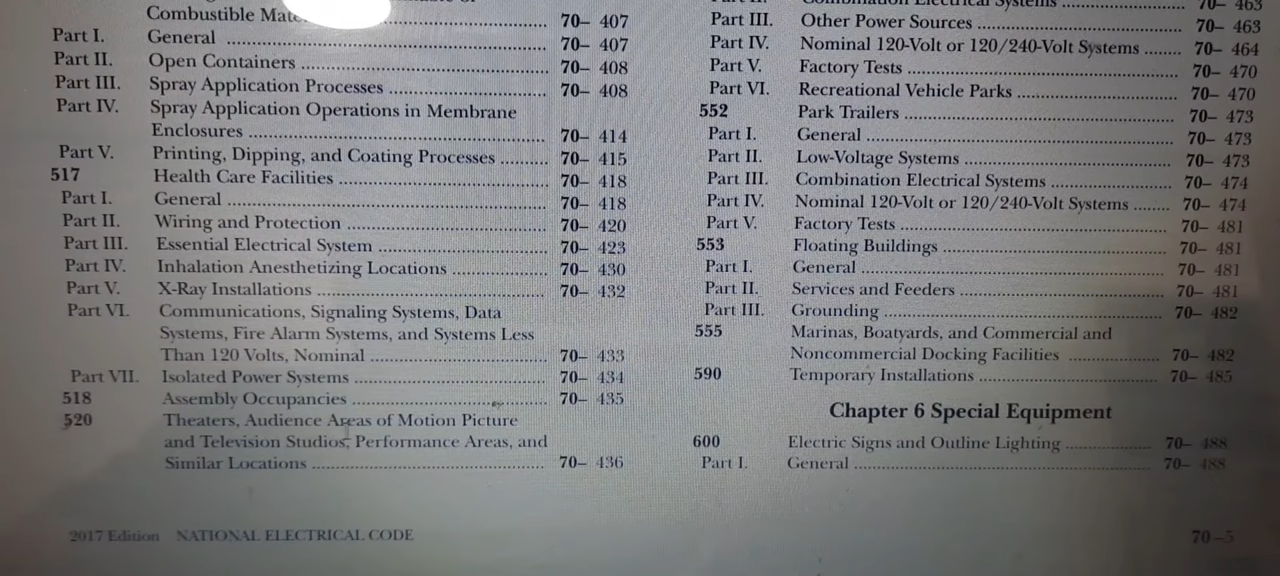 Combustible
Part I. General 70– 407
70– 407
Part II. Open Containers 70– 408
Part III. Spray Application Processes 70– 408
Part IV. Spray Application Operations in Membrane
Enclosures 70– 414
Part V. Printing, Dipping, and Coating Processes 70– 415
517 Health Care Facilities 70– 418
Part I. General 70– 418
Part II. Wiring and Protection 70– 420
Part III. Essential Electrical System 70– 423
Part IV. Inhalation Anesthetizing Locations 70– 430
Part V. X-Ray Installations 70– 432
Part VI. Communications, Signaling Systems, Data
Systems, Fire Alarm Systems, and Systems Less
Than 120 Volts, Nominal 70– 433
Part VII. Isolated Power Systems 70– 434
518 Assembly Occupancies 70– 435
520 Theaters, Audience Areas of Motion Picture
and Television Studios, Performance Areas, and
Similar Locations 70– 436
Combination Electrical Systems 70– 463
Part III. Other Power Sources 70– 463
Part IV. Nominal 120-Volt or 120/240-Volt Systems 70– 464
Part V. Factory Tests 70– 470
Part VI. Recreational Vehicle Parks 70– 470
552 Park Trailers 70– 473
Part I. General 70– 473
Part II. Low-Voltage Systems 70– 473
Part III. Combination Electrical Systems 70– 474
Part IV. Nominal 120-Volt or 120/240-Volt Systems 70– 474
Part V. Factory Tests 70– 481
553 Floating Buildings 70– 481
Part I. General 70– 481
Part II. Services and Feeders 70– 481
Part III. Grounding 70– 482
555 Marinas, Boatyards, and Commercial and
Noncommercial Docking Facilities 70– 482
590 Temporary Installations 70– 485
Chapter 6 Special Equipment
600 Electric Signs and Outline Lighting 70– 488
Part I. General 70– 488
2017 Edition NATIONAL ELECTRICAL CODE
70–5